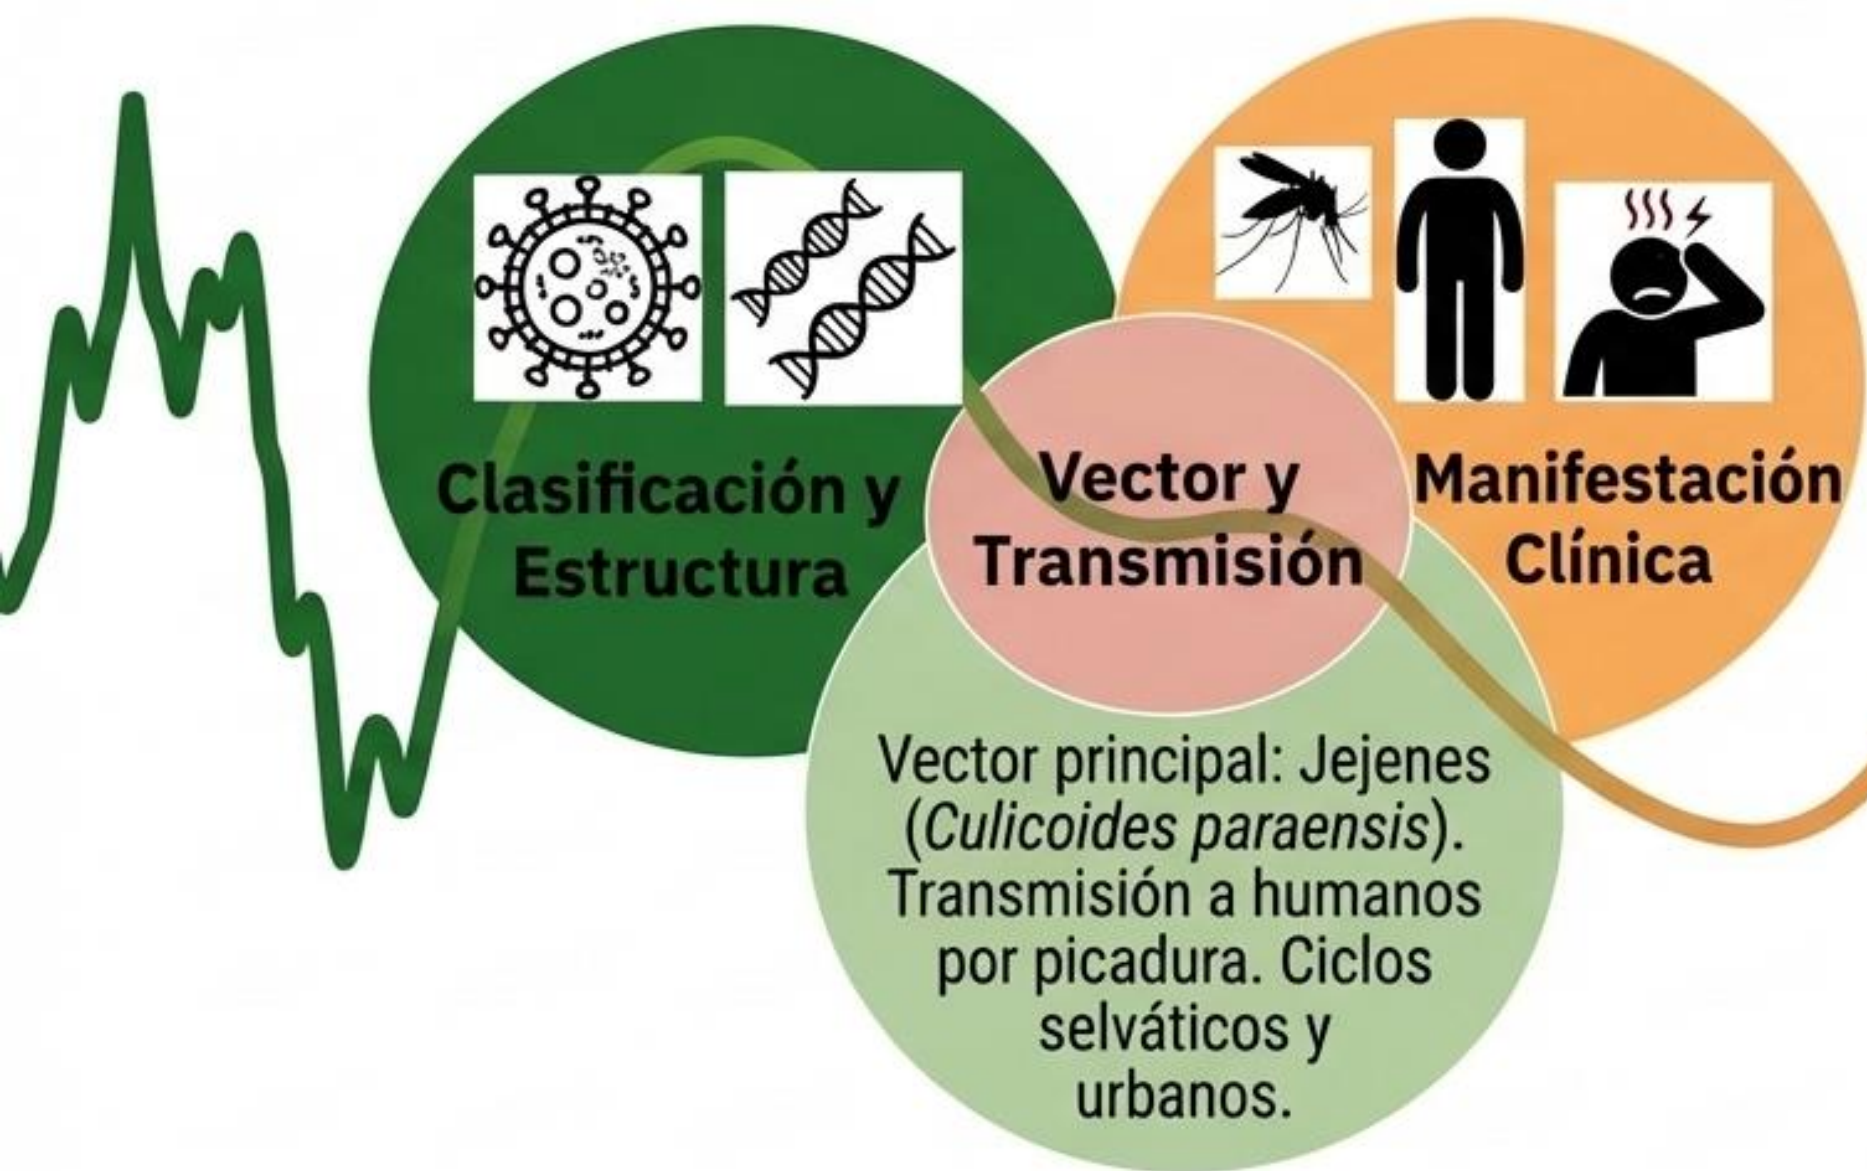 Clasificación y
Estructura
Vector y
Transmisión
Manifestación
Clínica
Vector principal: Jejenes
(Culicoides paraensis).
Transmisión a humanos
por picadura. Ciclos
selváticos y
urbanos.